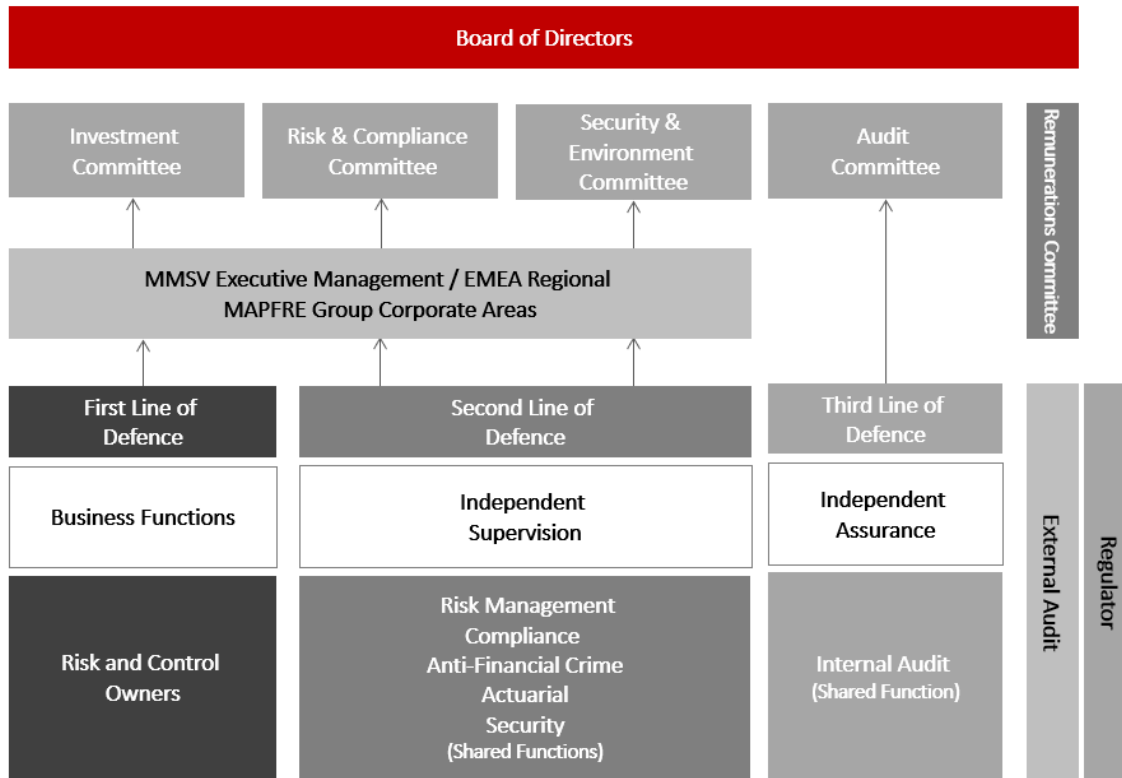 Board of Directors
Investment
Committee
Risk & Compliance
Committee
Security &
Environment
Committee
Audit
Committee
Remunerations Committee
MMSV Executive Management / EMEA Regional
MAPFRE Group Corporate Areas
First Line of
Defence
Second Line of
Defence
Third Line of
Defence
Business Functions
Independent
Supervision
Independent
Assurance
Risk and Control
Owners
Risk Management
Compliance
Anti-Financial Crime
Actuarial
Security
(Shared Functions)
Internal Audit
(Shared Function)
External Audit
Regulator